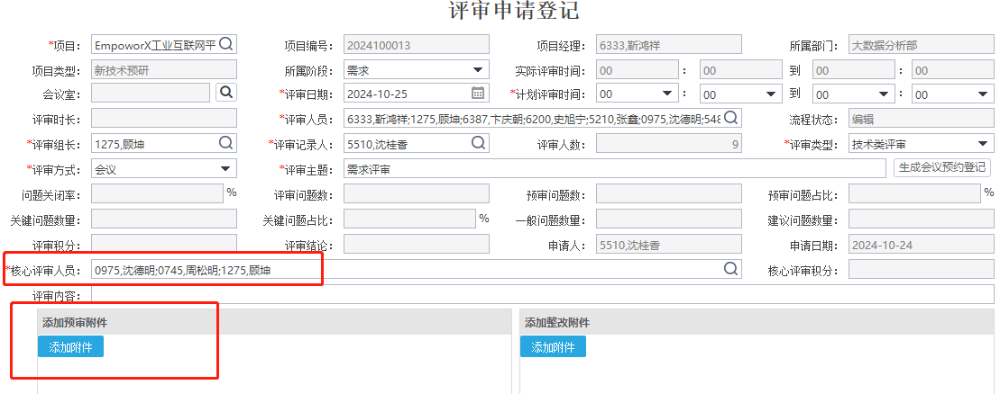 评审申请登记
*项目: EmpoworX工业互联网平 项目编号: 2024100013 项目经理: 6333,靳鸿祥 所属部门: 大数据分析部
项目类型: 新技术预研 所属阶段: 需求 实际评审时间: 00 : 00 到 00 : 00
会议室: *评审日期: 2024-10-25 *计划评审时间: 00 : 00 到 00 : 00
评审时长: *评审人员: 6333,靳鸿祥;1275,顾坤;6387,卞庆朝;6200,史旭宁;5210,张鑫;0975,沈德明;548 流程状态: 编辑
*评审组长: 1275,顾坤 *评审记录人: 5510,沈桂香 评审人数: 9 *评审类型: 技术类评审
*评审方式: 会议 *评审主题: 需求评审 生成会议预约登记
问题关闭率: % 评审问题数: 预审问题数: 预审问题占比: %
关键问题数量: 关键问题占比: % 一般问题数量: 建议问题数量:
评审积分: 评审结论: 申请人: 5510,沈桂香 申请日期: 2024-10-24
*核心评审人员: 0975,沈德明;0745,周松明;1275,顾坤 核心评审积分:
评审内容:
添加预审附件 添加整改附件
添加附件 添加附件